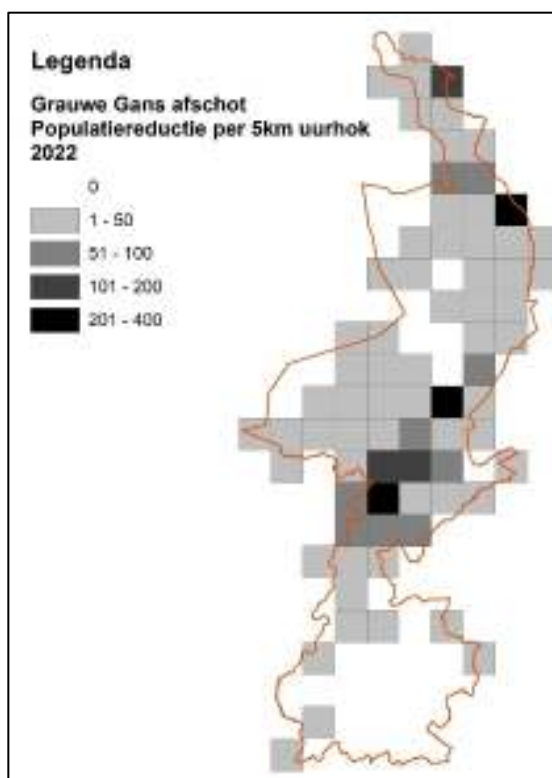 Legenda
Grauwe Gans afschot
Populatiereductie per 5km uurhok
2022
0
1 - 50
51 - 100
101 - 200
201 - 400